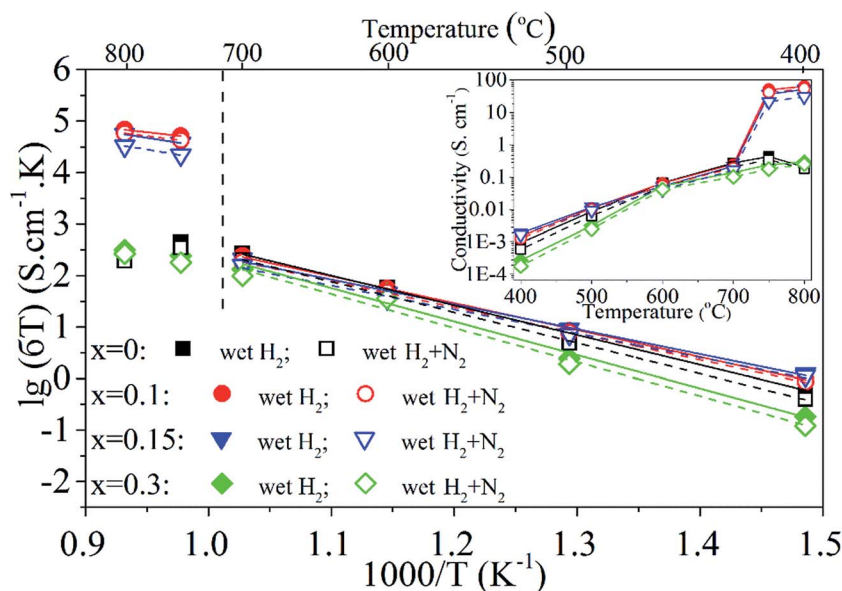 Temperature (°C)
800 700 600 500 400
6
5
4
3
2
1
0
-1
-2
lg (σT) (S.cm⁻¹.K)
100
10
1
0.1
0.01
1E-3
1E-4
Conductivity (S. cm⁻¹)
400 500 600 700 800
Temperature(°C)
x=0: wet H₂; wet H₂+N₂
x=0.1: wet H₂; wet H₂+N₂
x=0.15: wet H₂; wet H₂+N₂
x=0.3: wet H₂; wet H₂+N₂
0.9 1.0 1.1 1.2 1.3 1.4 1.5
1000/T (K⁻¹)